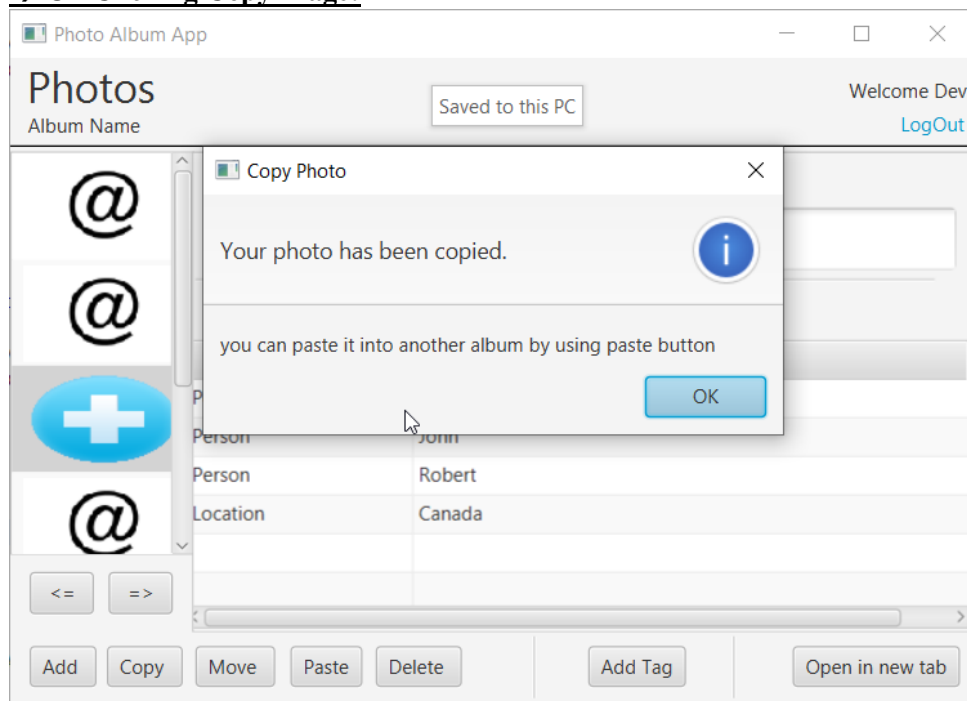 Photo Album App
Photos
Album Name
Saved to this PC
Welcome Dev
LogOut
Copy Photo
Your photo has been copied.
you can paste it into another album by using paste button
OK
@
@
@
Person John
Person Robert
Location Canada
<= =>
Add Copy Move Paste Delete Add Tag Open in new tab